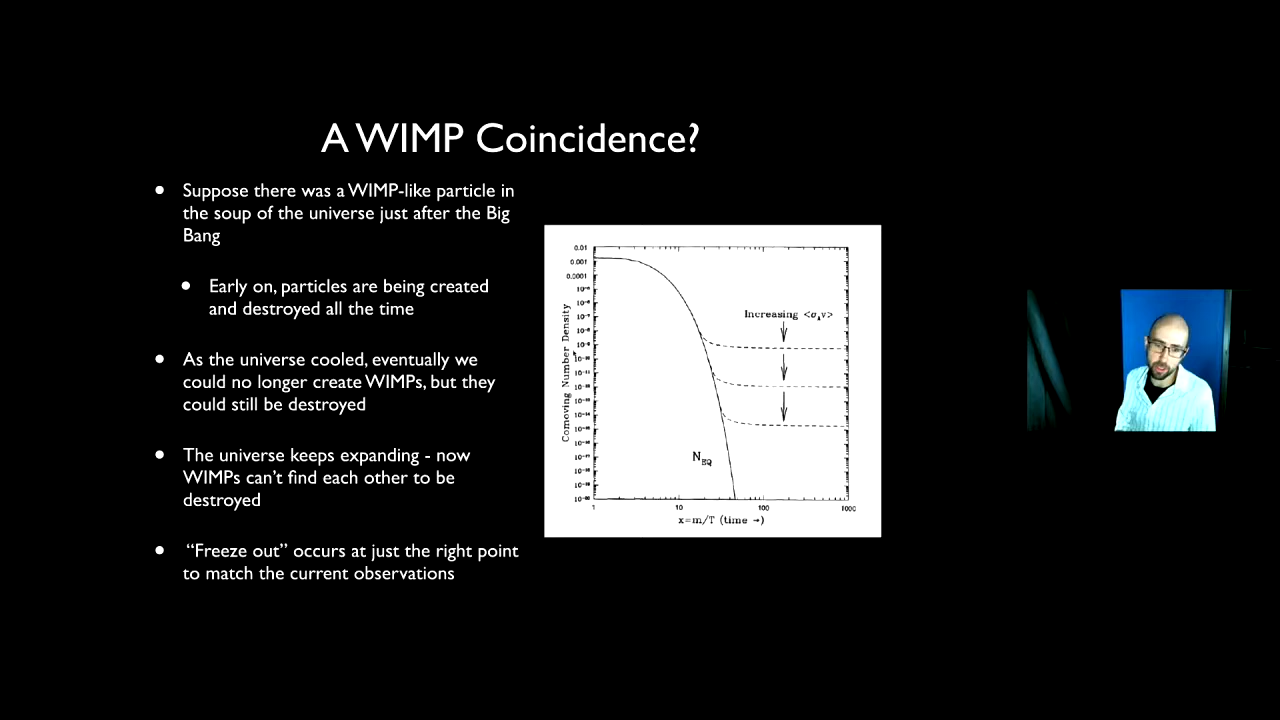 A WIMP Coincidence?
Suppose there was a WIMP-like particle in
the soup of the universe just after the Big
Bang
Early on, particles are being created
and destroyed all the time
As the universe cooled, eventually we
could no longer create WIMPs, but they
could still be destroyed
The universe keeps expanding - now
WIMPs can't find each other to be
destroyed
“Freeze out” occurs at just the right point
to match the current observations
0.01
0.001
0.0001
Increasing <σ_A v>
Comoving Number Density
N_EQ
1 10 100 1000
x=m/T (time →)